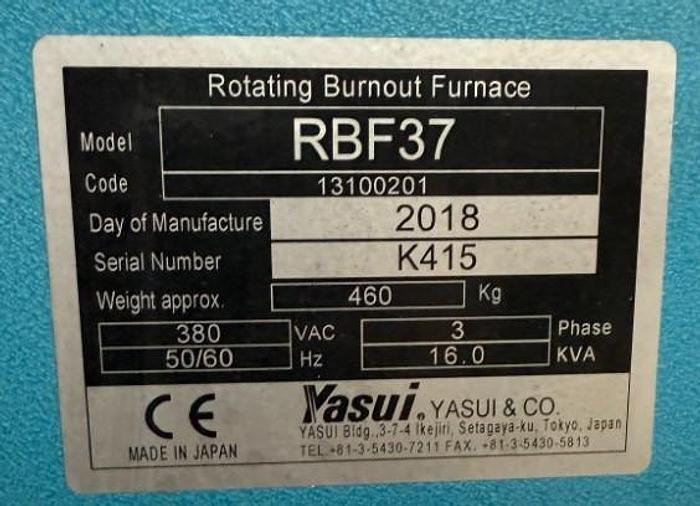 Rotating Burnout Furnace
Model RBF37
Code 13100201
Day of Manufacture 2018
Serial Number K415
Weight approx. 460 Kg
380 VAC 3 Phase
50/60 Hz 16.0 KVA
CE Yasui. YASUI & CO.
YASUI Bldg.,3-7-4 Ikejiri, Setagaya-ku, Tokyo, Japan
MADE IN JAPAN TEL.+81-3-5430-7211 FAX. +81-3-5430-5813